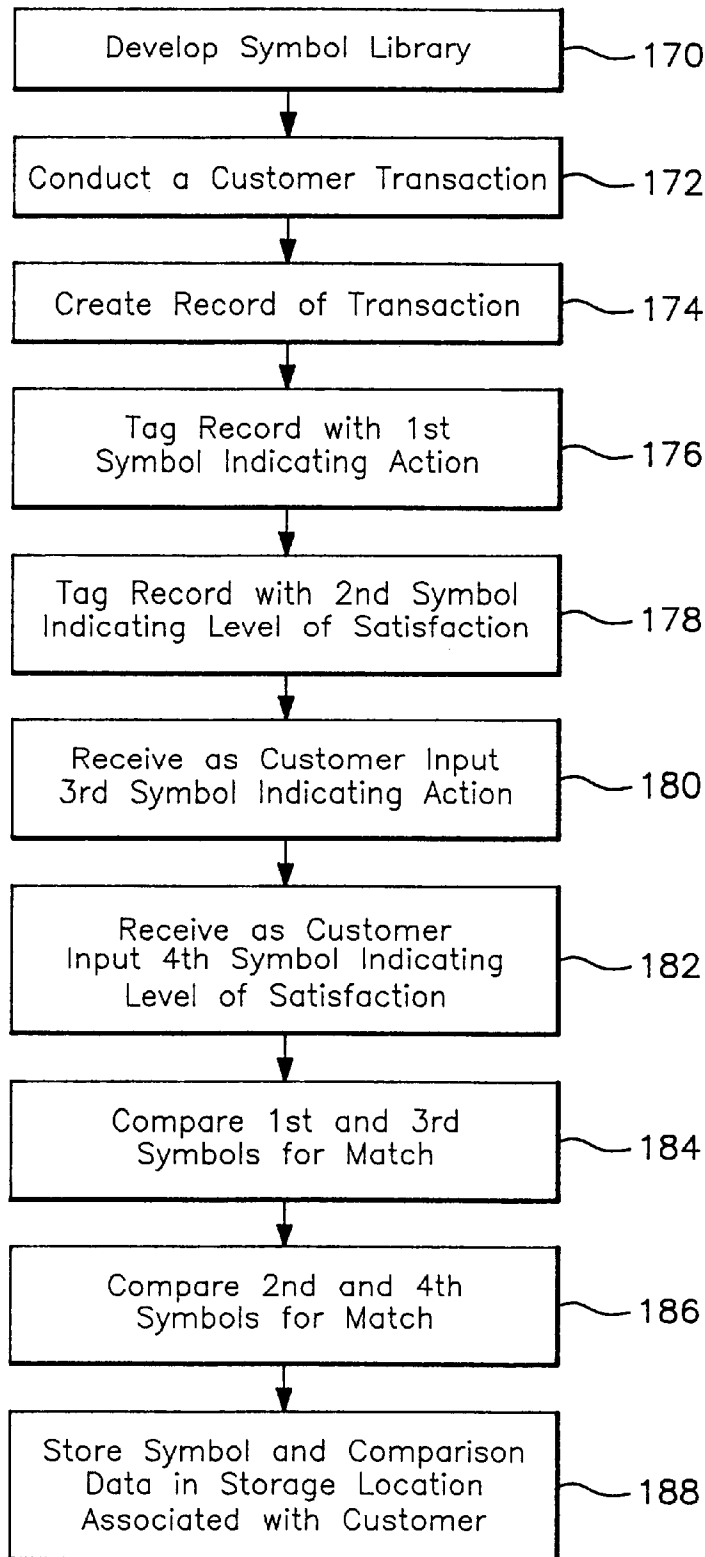 Develop Symbol Library
170
Conduct a Customer Transaction
172
Create Record of Transaction
174
Tag Record with 1st
Symbol Indicating Action
176
Tag Record with 2nd Symbol
Indicating Level of Satisfaction
178
Receive as Customer Input
3rd Symbol Indicating Action
180
Receive as Customer
Input 4th Symbol Indicating
Level of Satisfaction
182
Compare 1st and 3rd
Symbols for Match
184
Compare 2nd and 4th
Symbols for Match
186
Store Symbol and Comparison
Data in Storage Location
Associated with Customer
188